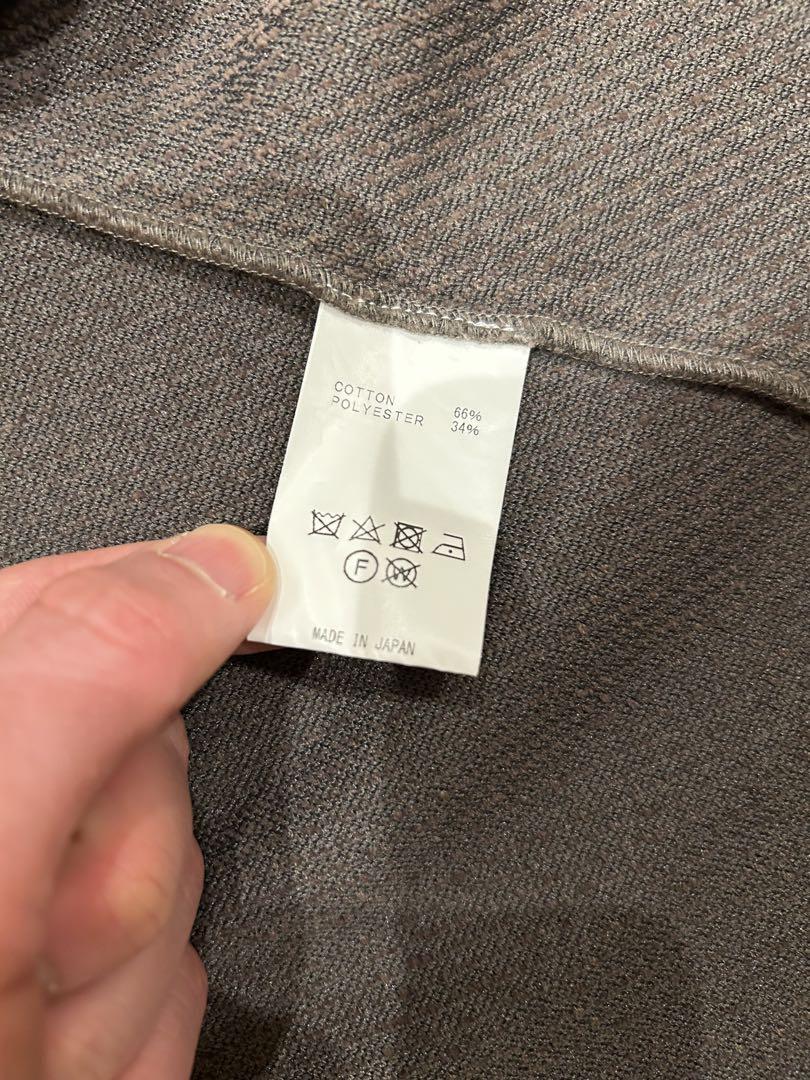 COTTON 66%
POLYESTER 34%
F W
MADE IN JAPAN